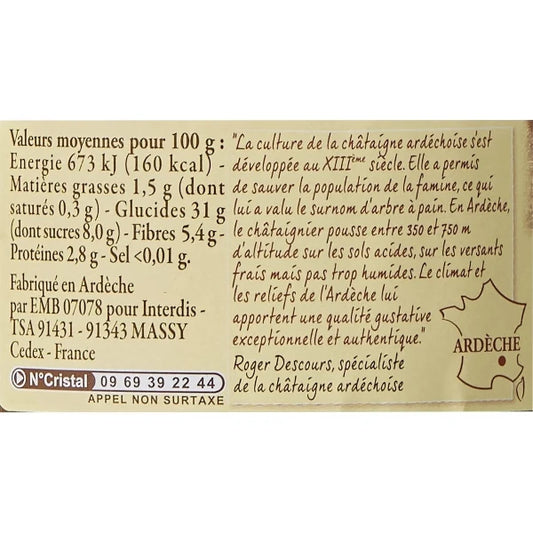 Valeurs moyennes pour 100 g :
Energie 673 kJ (160 kcal) -
Matières grasses 1,5 g (dont
saturés 0,3 g) - Glucides 31 g
(dont sucres 8,0 g) - Fibres 5,4g-
Protéines 2,8 g - Sel <0,01 g.
Fabriqué en Ardèche
par EMB 07078 pour Interdis -
TSA 91431 - 91343 MASSY
Cedex - France
N°Cristal 09 69 39 22 44
APPEL NON SURTAXE
"La culture de la châtaigne ardéchoise s'est
développée au XIIIème siècle. Elle a permis
de sauver la population de la famine, ce qui
lui a valu le surnom d'arbre à pain. En Ardèche,
le châtaignier pousse entre 350 et 750 m
d'altitude sur les sols acides, sur les versants
frais mais pas trop humides. Le climat et
les reliefs de l'Ardèche lui
apportent une qualité gustative
exceptionnelle et authentique."
Roger Descours, spécialiste
de la châtaigne ardéchoise
ARDÈCHE